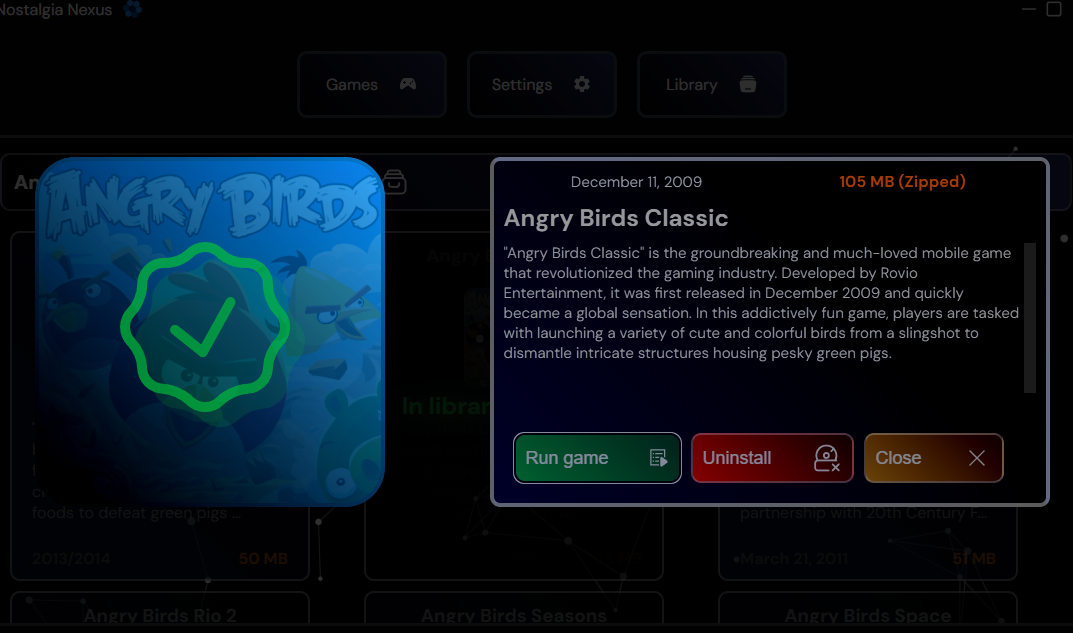 Nostalgia Nexus
Games
Settings
Library
An
ANGRY BIRDS
December 11, 2009
105 MB (Zipped)
Angry Birds Classic
"Angry Birds Classic" is the groundbreaking and much-loved mobile game
that revolutionized the gaming industry. Developed by Rovio
Entertainment, it was first released in December 2009 and quickly
became a global sensation. In this addictively fun game, players are tasked
with launching a variety of cute and colorful birds from a slingshot to
dismantle intricate structures housing pesky green pigs.
Run game
Uninstall
Close
Angry
In librar
foods to defeat green pigs ...
2013/2014
50 MB
partnership with 20th Century F...
March 21, 2011
51 MB
Angry Birds Rio 2
Angry Birds Seasons
Angry Birds Space